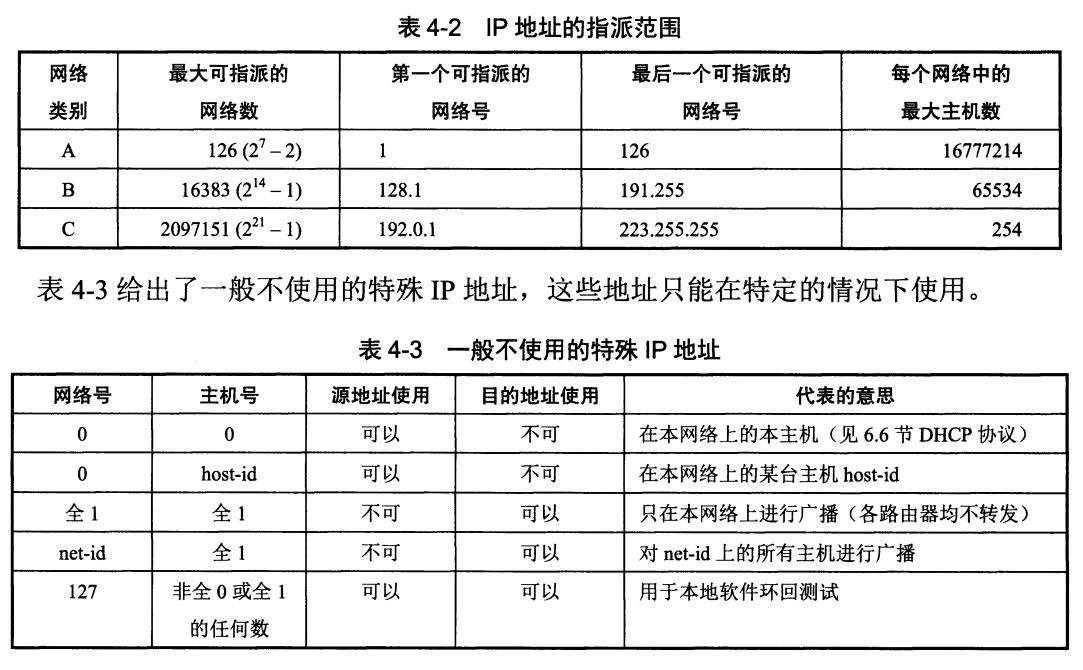 表 4-2 IP 地址的指派范围
网络类别 最大可指派的网络数 第一个可指派的网络号 最后一个可指派的网络号 每个网络中的最大主机数
A 126 (2⁷ – 2) 1 126 16777214
B 16383 (2¹⁴ – 1) 128.1 191.255 65534
C 2097151 (2²¹ – 1) 192.0.1 223.255.255 254
表 4-3 给出了一般不使用的特殊 IP 地址，这些地址只能在特定的情况下使用。
表 4-3 一般不使用的特殊 IP 地址
网络号 主机号 源地址使用 目的地址使用 代表的意思
0 0 可以 不可 在本网络上的本主机（见 6.6 节 DHCP 协议）
0 host-id 可以 不可 在本网络上的某台主机 host-id
全 1 全 1 不可 可以 只在本网络上进行广播（各路由器均不转发）
net-id 全 1 不可 可以 对 net-id 上的所有主机进行广播
127 非全 0 或全 1 的任何数 可以 可以 用于本地软件环回测试